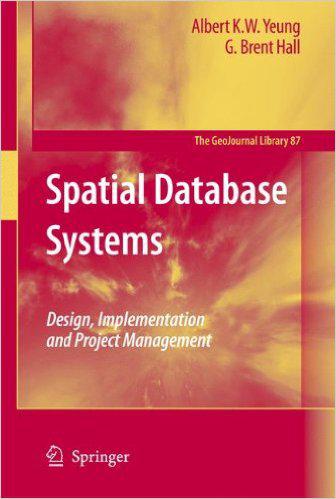 Albert K.W. Yeung
G. Brent Hall
The GeoJournal Library 87
Spatial Database
Systems
Design, Implementation
and Project Management
Springer